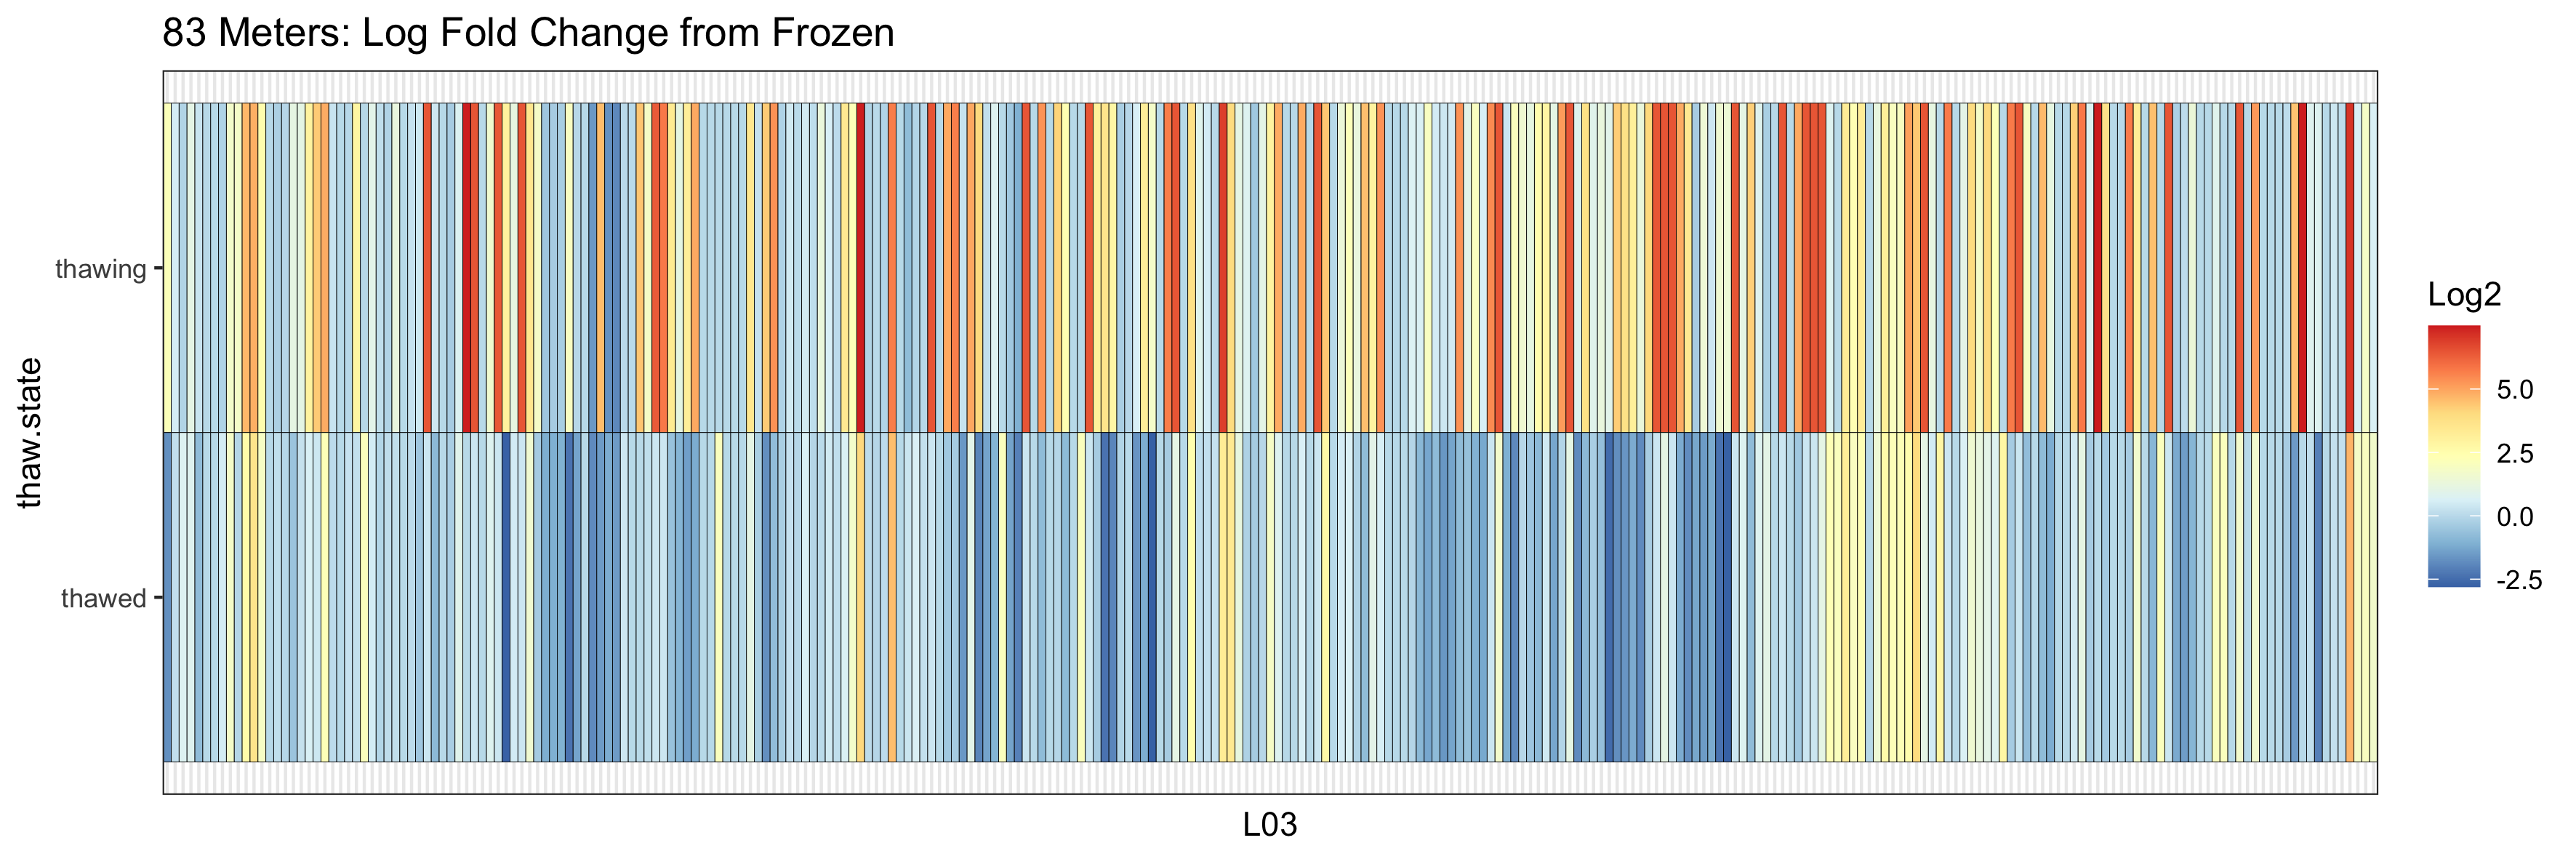 83 Meters: Log Fold Change from Frozen
thaw.state
thawing
thawed
L03
Log2
5.0
2.5
0.0
-2.5